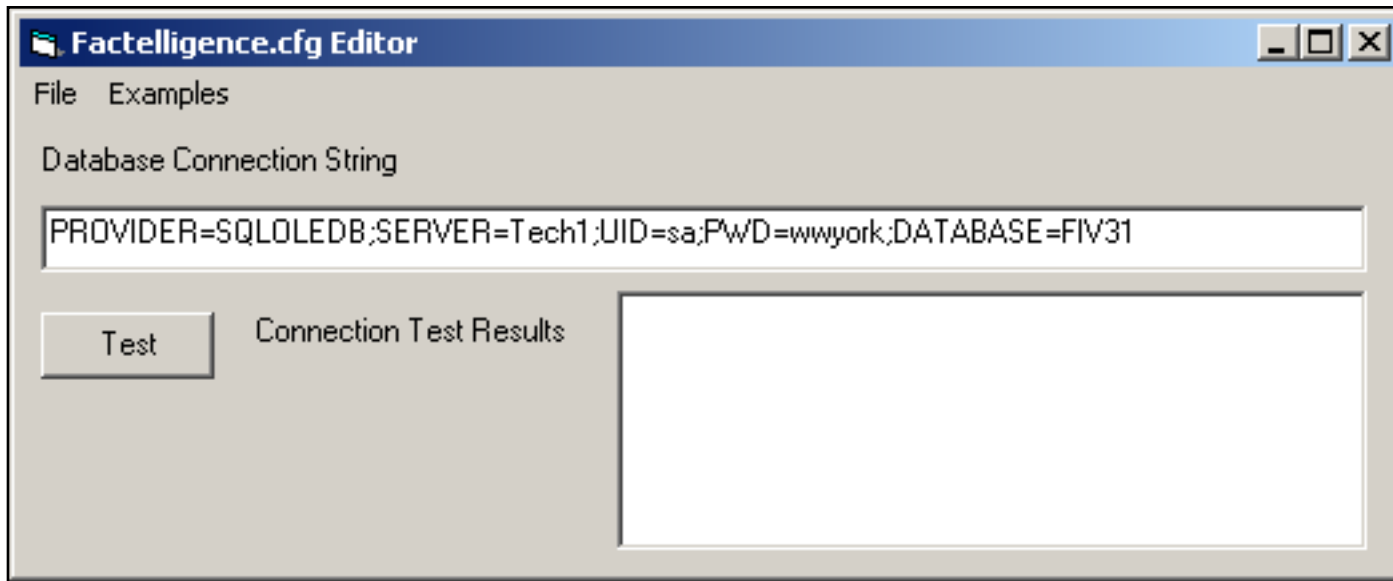 Factelligence.cfg Editor
File Examples
Database Connection String
PROVIDER=SQLOLEDB;SERVER=Tech1;UID=sa;PWD=wwyork;DATABASE=FIV31
Test Connection Test Results